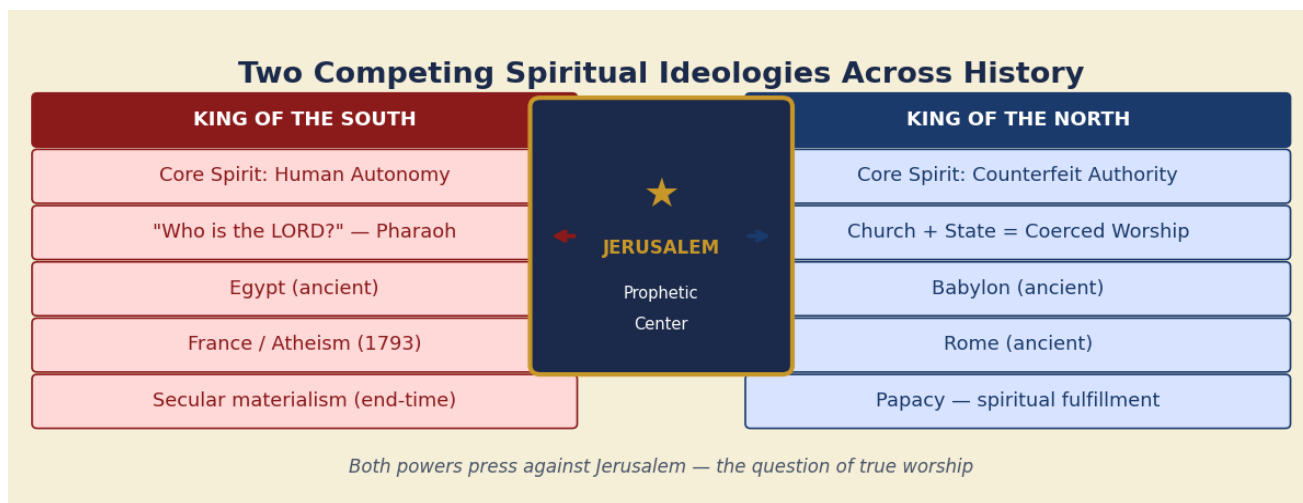 Two Competing Spiritual Ideologies Across History
KING OF THE SOUTH
Core Spirit: Human Autonomy
"Who is the LORD?" — Pharaoh
Egypt (ancient)
France / Atheism (1793)
Secular materialism (end-time)
★
JERUSALEM
Prophetic
Center
KING OF THE NORTH
Core Spirit: Counterfeit Authority
Church + State = Coerced Worship
Babylon (ancient)
Rome (ancient)
Papacy — spiritual fulfillment
Both powers press against Jerusalem — the question of true worship